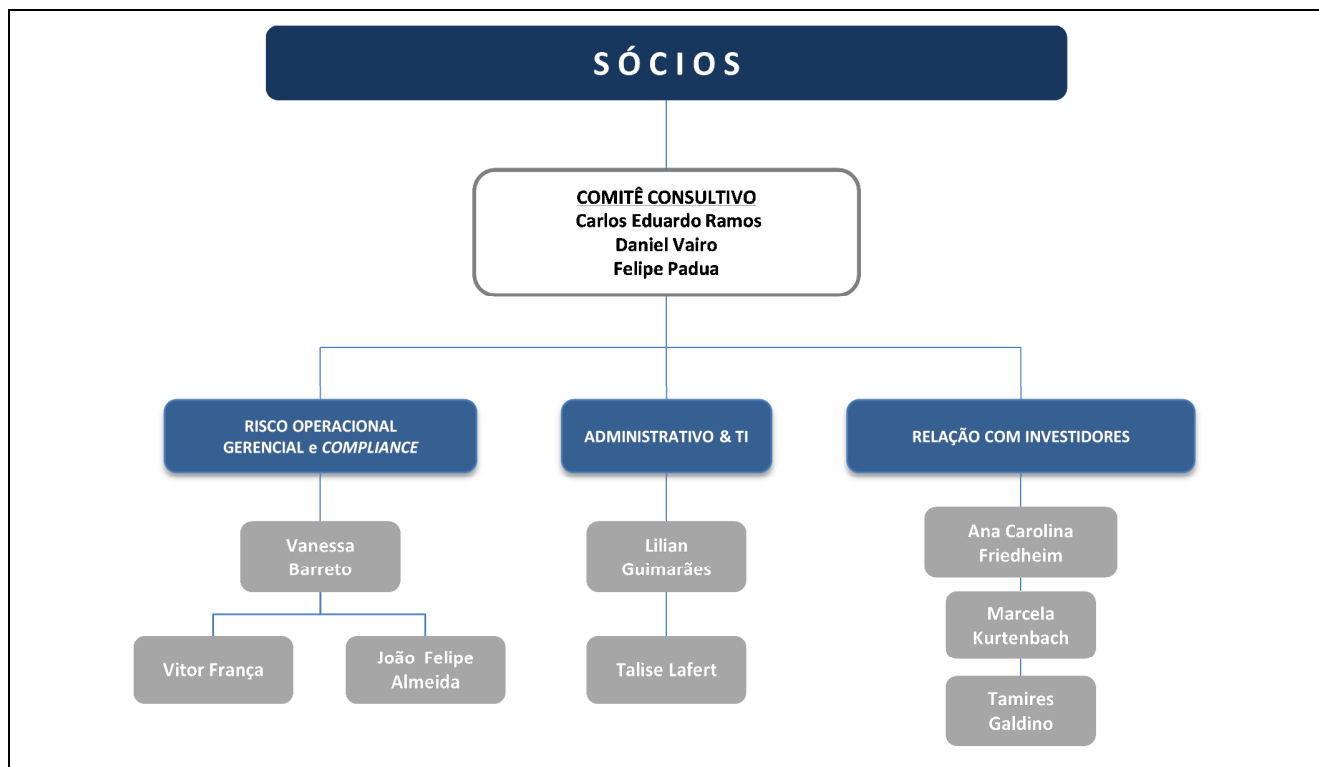 SÓCIOS
COMITÊ CONSULTIVO
Carlos Eduardo Ramos
Daniel Vairo
Felipe Padua
RISCO OPERACIONAL
GERENCIAL e COMPLIANCE
ADMINISTRATIVO & TI
RELAÇÃO COM INVESTIDORES
Vanessa
Barreto
Lilian
Guimarães
Ana Carolina
Friedheim
Marcela
Kurtenbach
Vitor França
João Felipe
Almeida
Talise Lafert
Tamires
Galdino